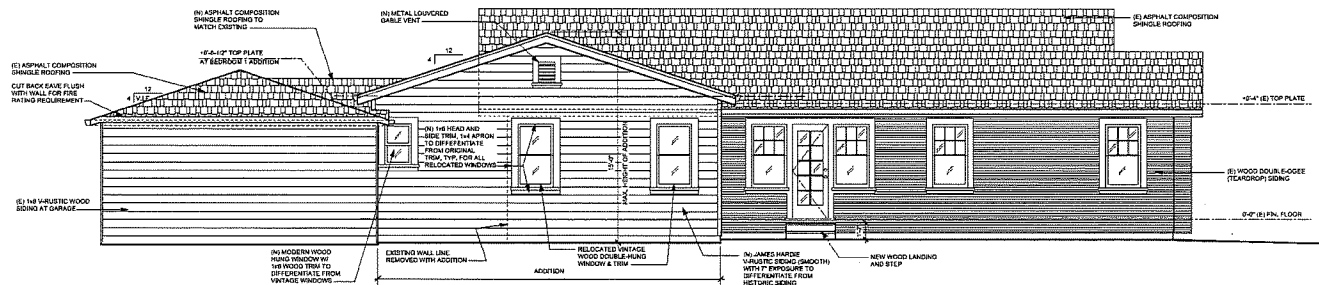 (N) ASPHALT COMPOSITION
SHINGLE ROOFING TO
MATCH EXISTING
(N) METAL LOUVERED
GABLE VENT
(E) ASPHALT COMPOSITION
SHINGLE ROOFING
TOP PLATE
AT BEDROOM 1 ADDITION
12
4
(E) ASPHALT COMPOSITION
SHINGLE ROOFING
12
4
V.I.F.
CUT BACK EAVE FLUSH
WITH WALL FOR FIRE
RATING REQUIREMENT
(E) TOP PLATE
(N) 1x6 HEAD AND
SIDE TRIM, 1x4 APRON
TO DIFFERENTIATE
FROM ORIGINAL
TRIM, TYP. FOR ALL
RELOCATED WINDOWS
15'-0"
MAX. HEIGHT OF ADDITION
(E) WOOD DOUBLE-OGEE
(TEARDROP) SIDING
(E) 1x8 V-RUSTIC WOOD
SIDING AT GARAGE
0'-0" (E) FIN. FLOOR
(N) MODERN WOOD
HUNG WINDOW W/
1x6 WOOD TRIM TO
DIFFERENTIATE FROM
VINTAGE WINDOWS
EXISTING WALL LINE
REMOVED WITH ADDITION
RELOCATED VINTAGE
WOOD DOUBLE-HUNG
WINDOW & TRIM
(N) JAMES HARDIE
V-RUSTIC SIDING (SMOOTH)
WITH 7" EXPOSURE TO
DIFFERENTIATE FROM
HISTORIC SIDING
NEW WOOD LANDING
AND STEP
ADDITION